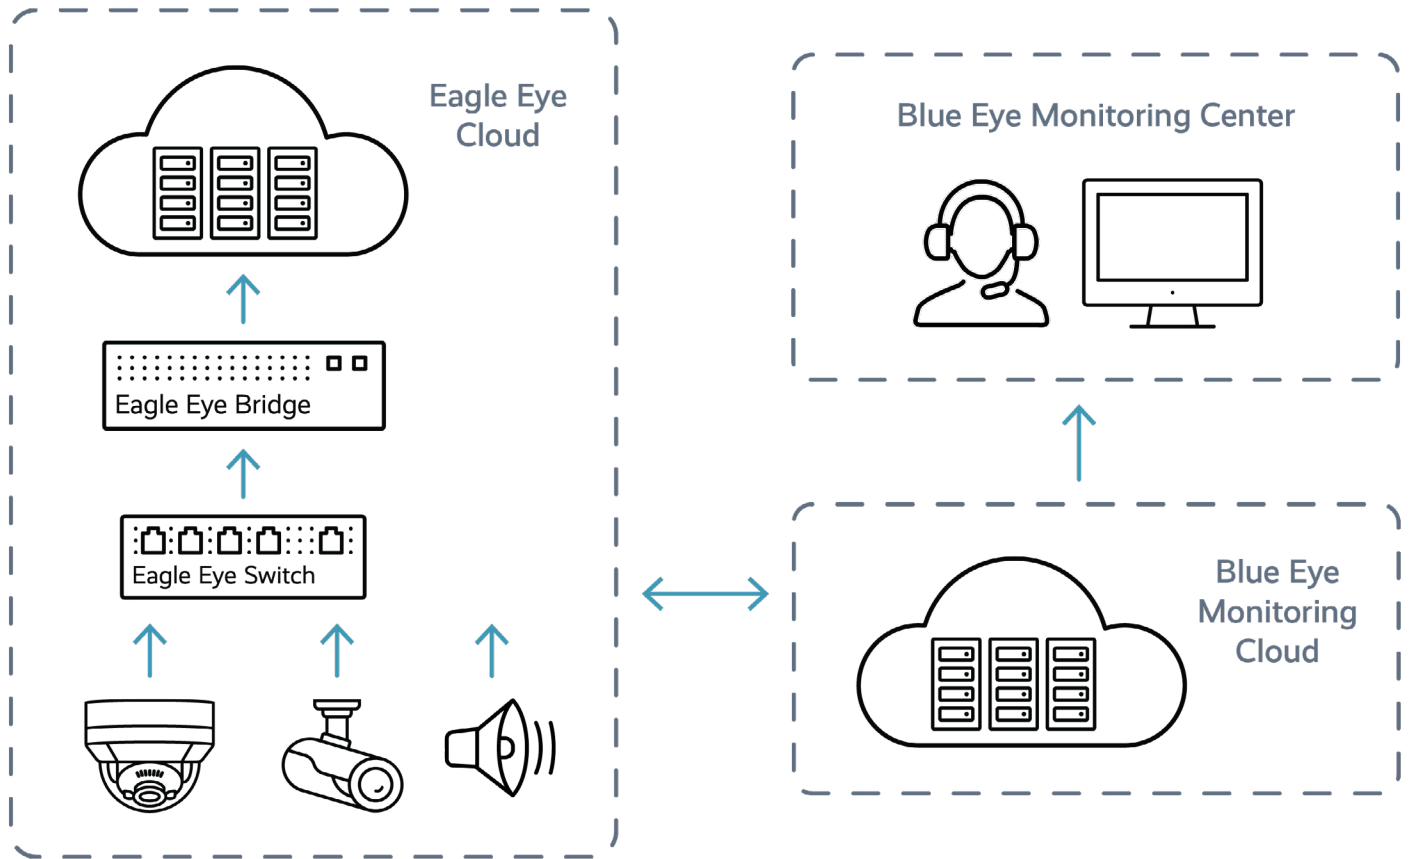 Eagle Eye
Cloud
Eagle Eye Bridge
Eagle Eye Switch
Blue Eye Monitoring Center
Blue Eye
Monitoring
Cloud